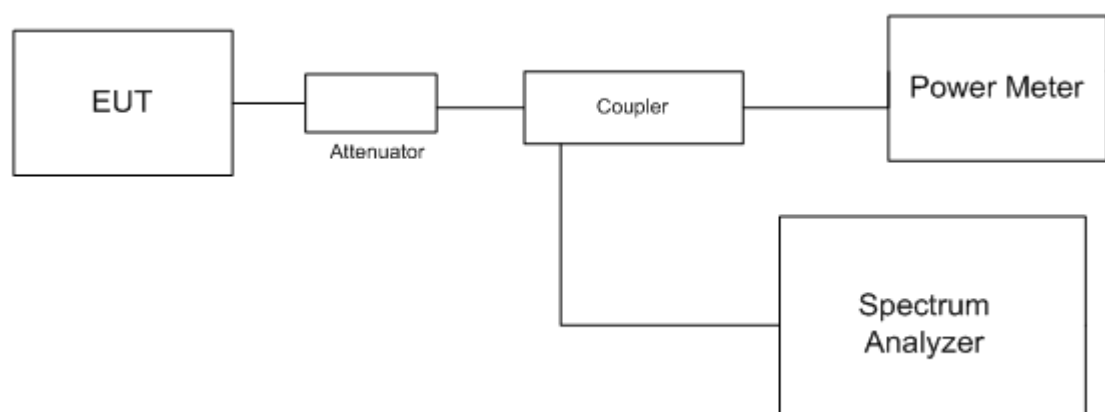 EUT
Attenuator
Coupler
Power Meter
Spectrum
Analyzer